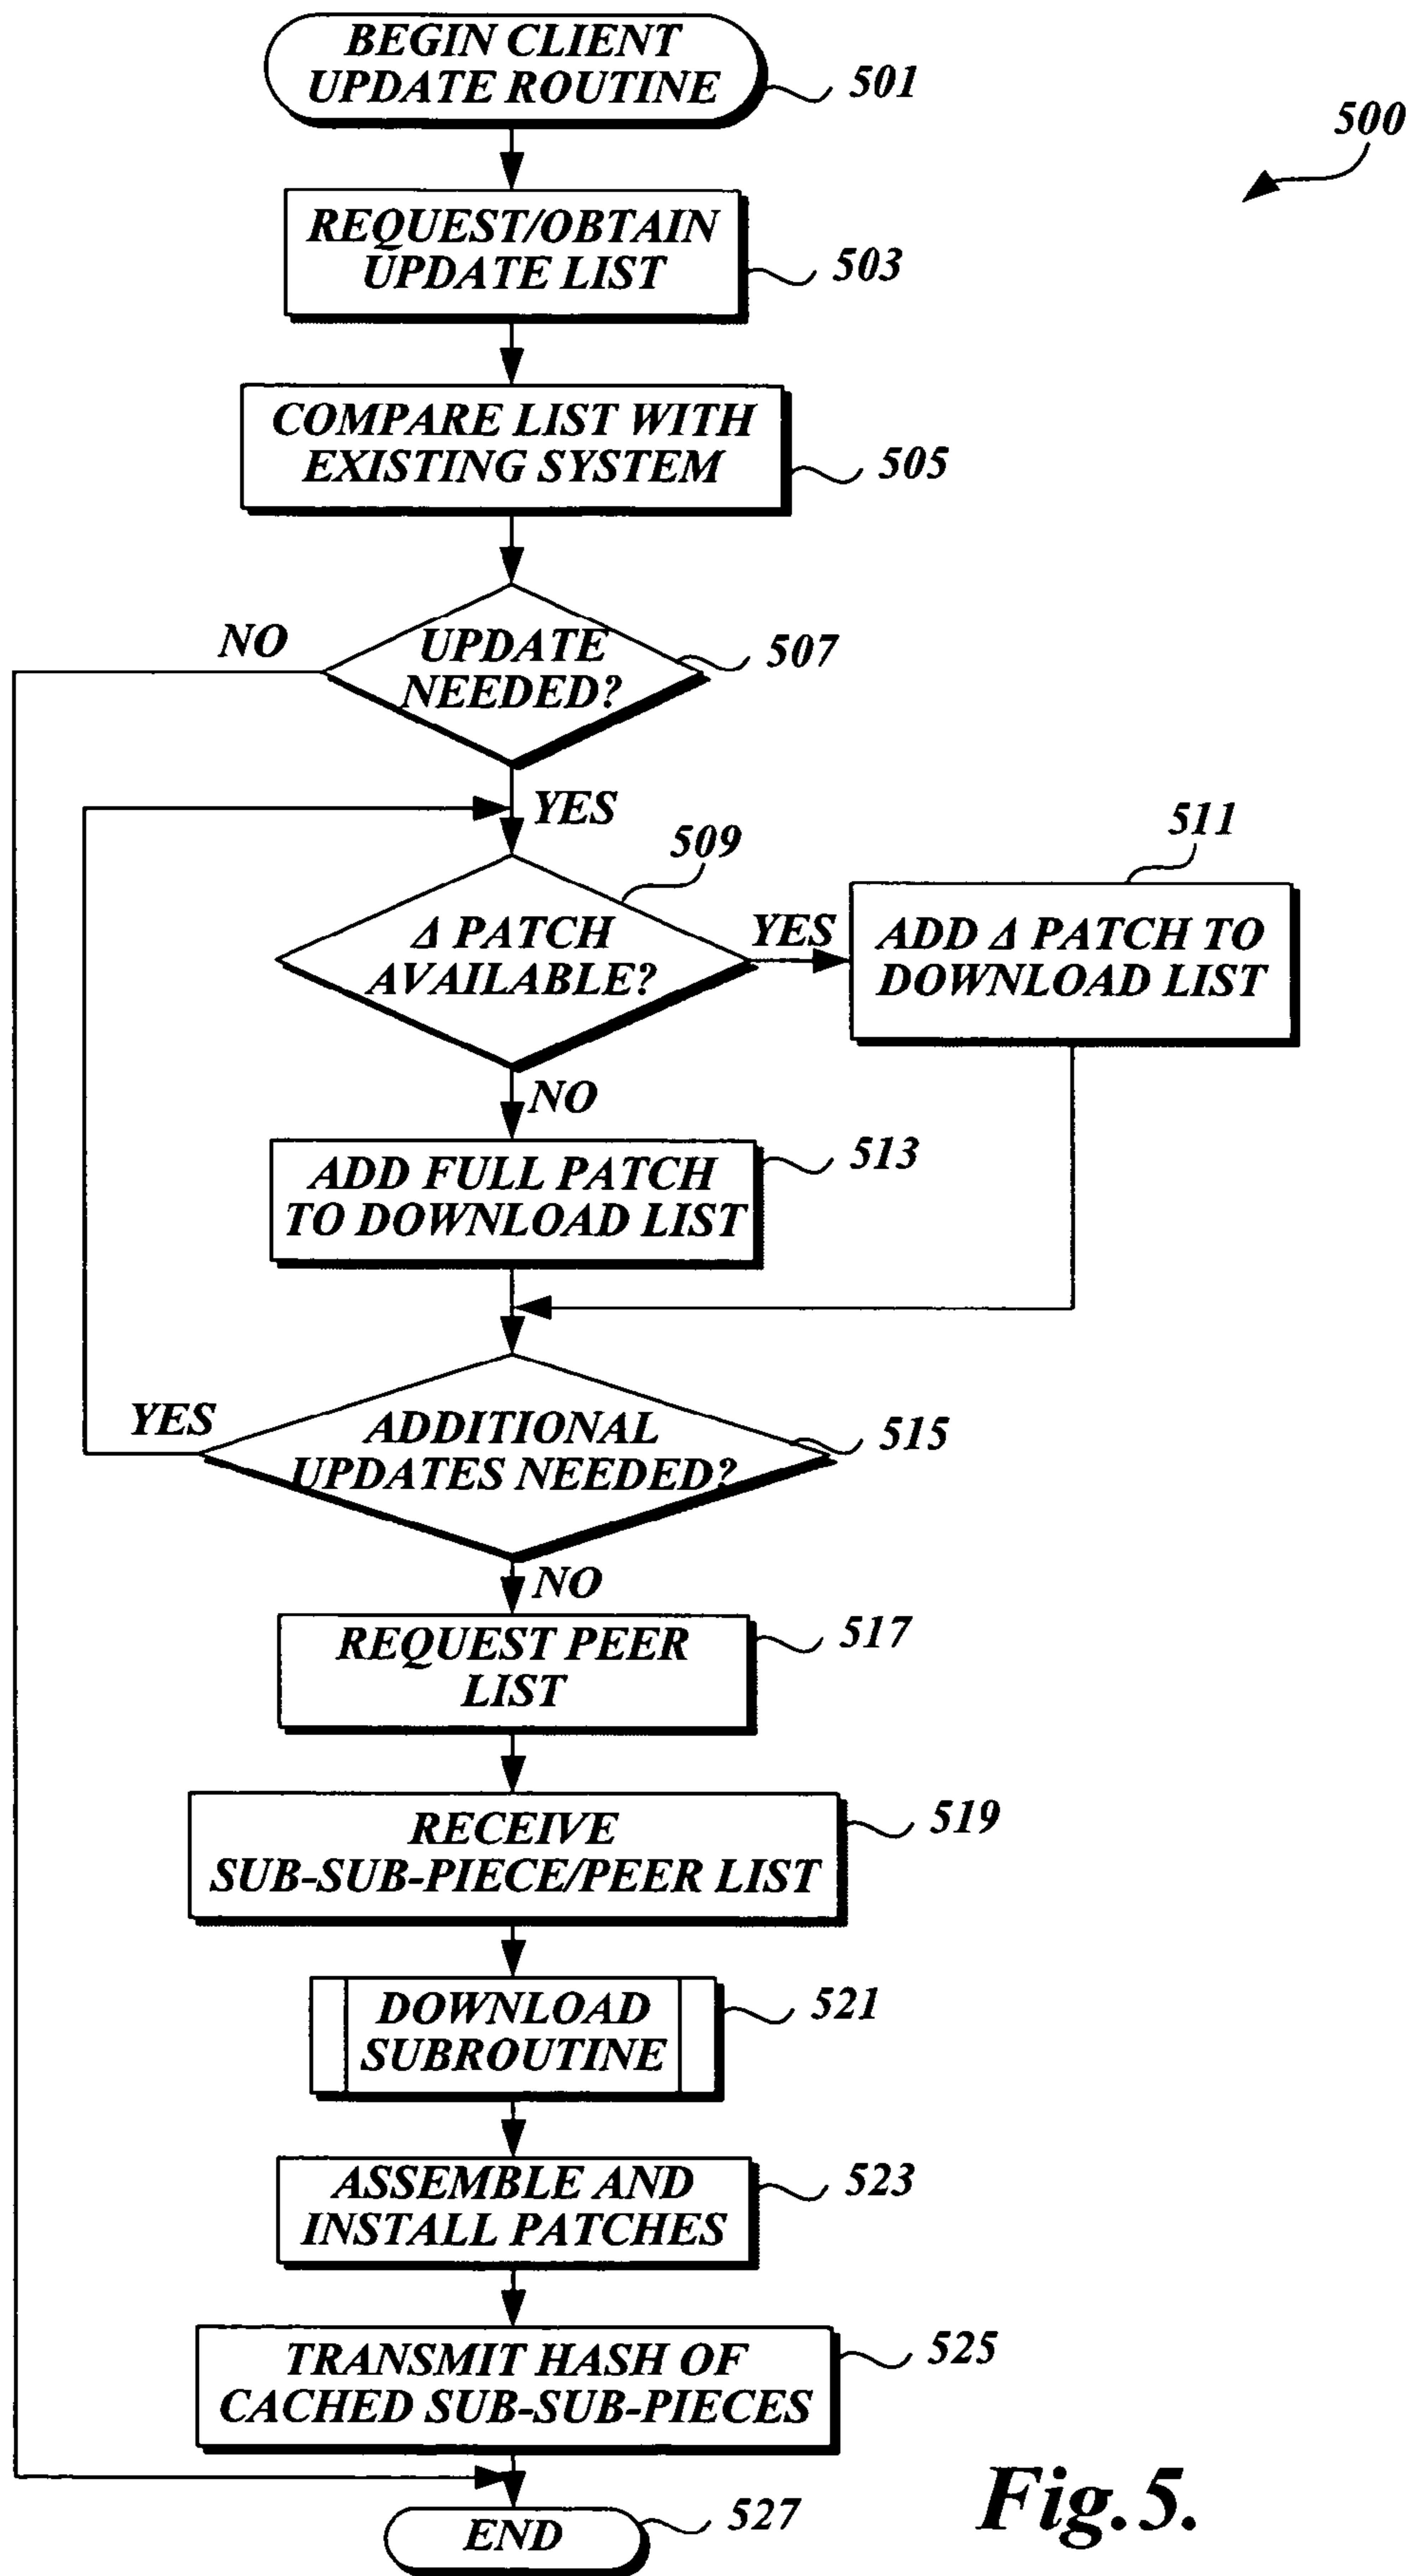 BEGIN CLIENT
UPDATE ROUTINE
501
500
REQUEST/OBTAIN
UPDATE LIST
503
COMPARE LIST WITH
EXISTING SYSTEM
505
NO
UPDATE
NEEDED?
507
YES
509
511
Δ PATCH
AVAILABLE?
YES
ADD Δ PATCH TO
DOWNLOAD LIST
NO
ADD FULL PATCH
TO DOWNLOAD LIST
513
YES
ADDITIONAL
UPDATES NEEDED?
515
NO
REQUEST PEER
LIST
517
RECEIVE
SUB-SUB-PIECE/PEER LIST
519
DOWNLOAD
SUBROUTINE
521
ASSEMBLE AND
INSTALL PATCHES
523
TRANSMIT HASH OF
CACHED SUB-SUB-PIECES
525
END
527
Fig.5.